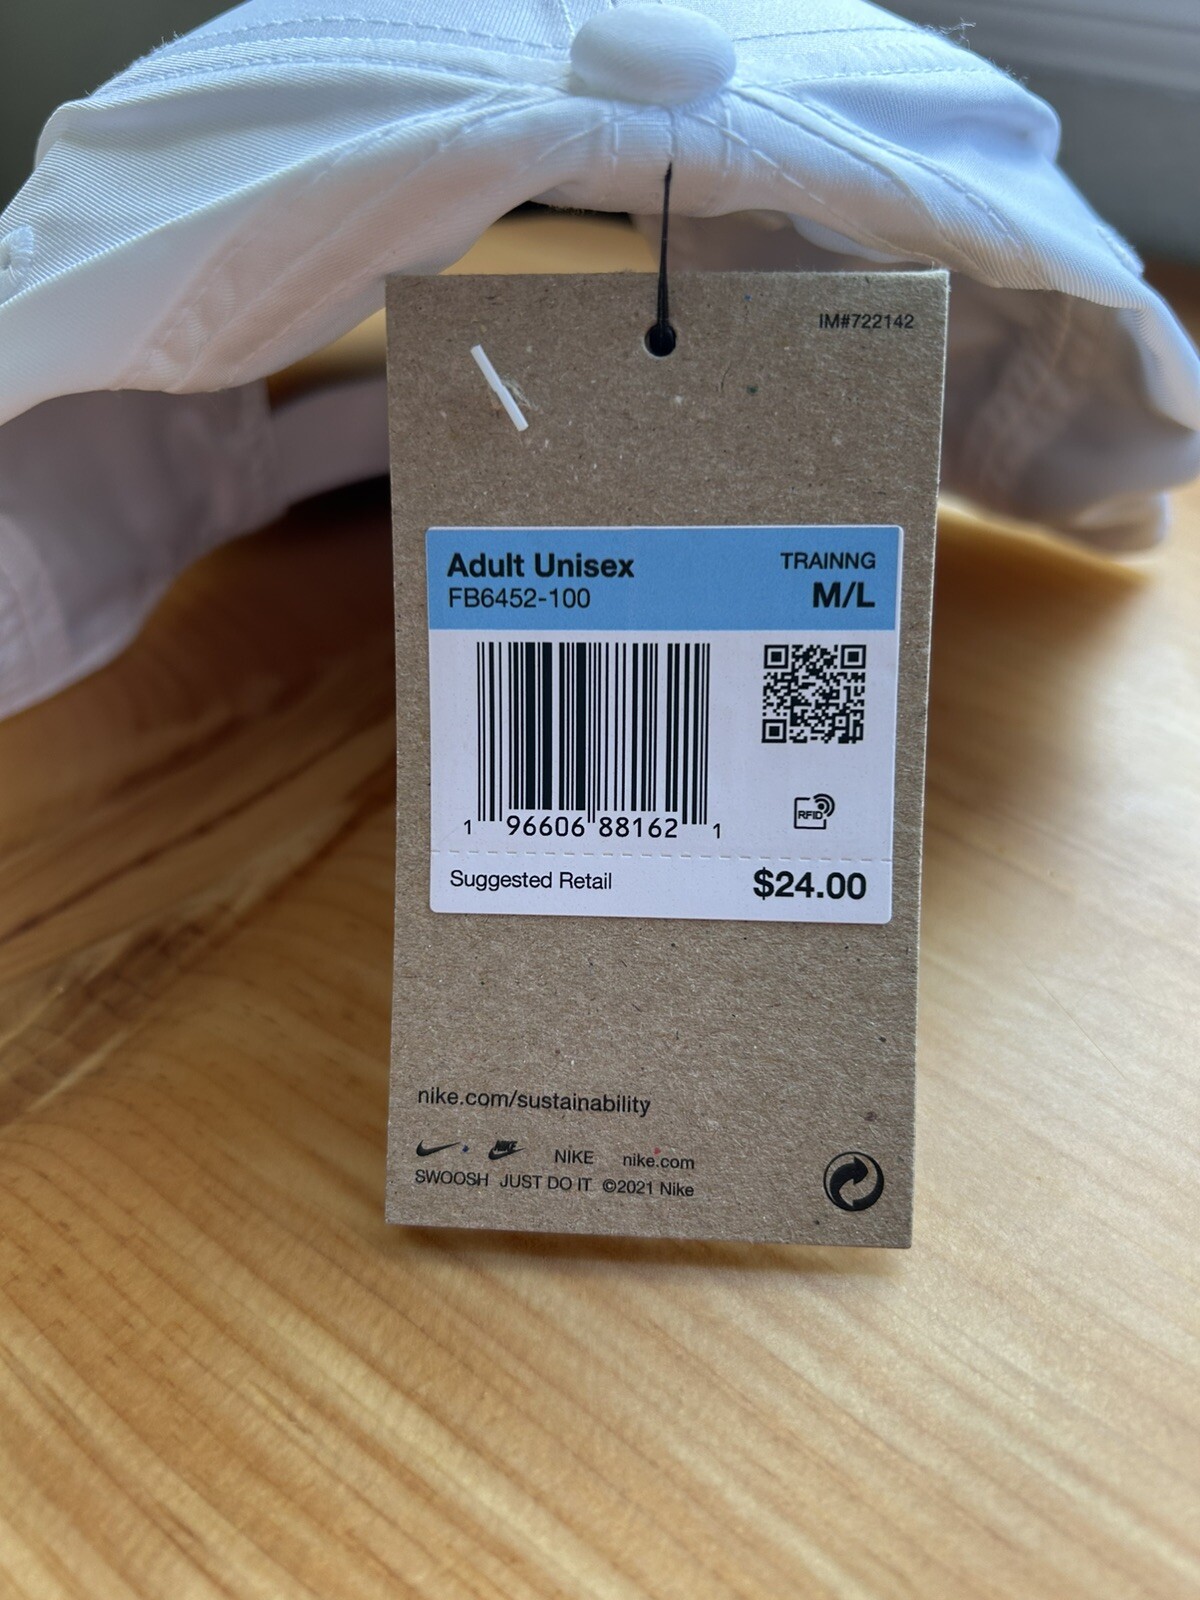 IM#722142
Adult Unisex
TRAINNG
FB6452-100
M/L
1 96606 88162 1
RFID
Suggested Retail
$24.00
nike.com/sustainability
NIKE NIKE nike.com
SWOOSH JUST DO IT ©2021 Nike